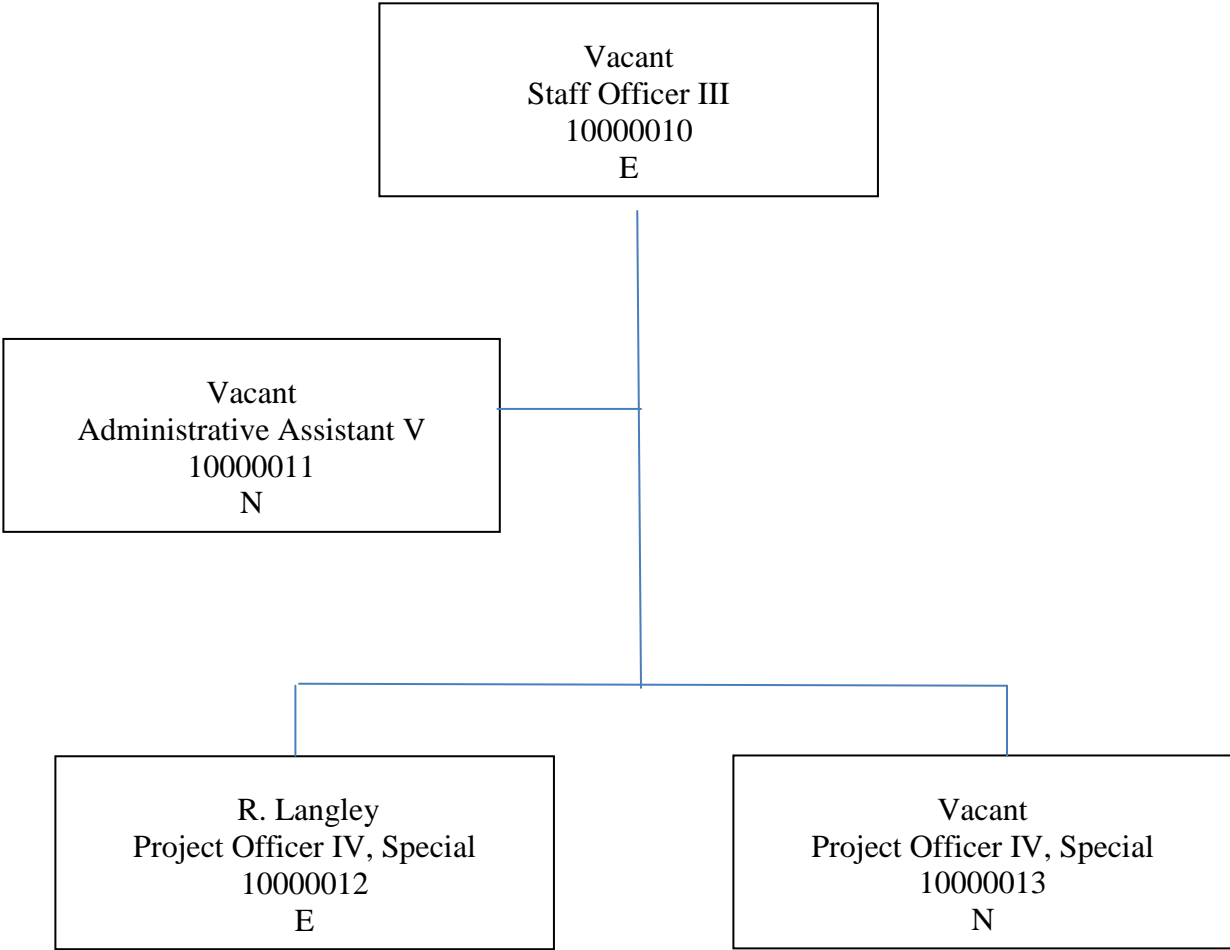 Vacant
Staff Officer III
10000010
E
Vacant
Administrative Assistant V
10000011
N
R. Langley
Project Officer IV, Special
10000012
E
Vacant
Project Officer IV, Special
10000013
N